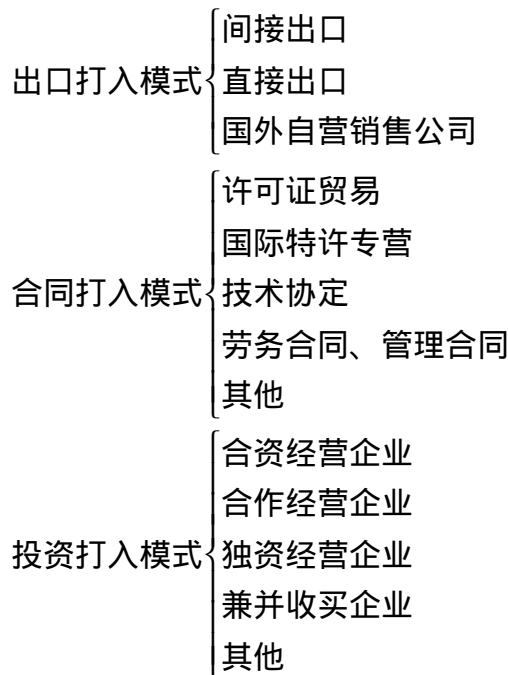 间接出口
出口打入模式 直接出口
国外自营销售公司
许可证贸易
国际特许专营
合同打入模式 技术协定
劳务合同、管理合同
其他
合资经营企业
合作经营企业
投资打入模式 独资经营企业
兼并收买企业
其他